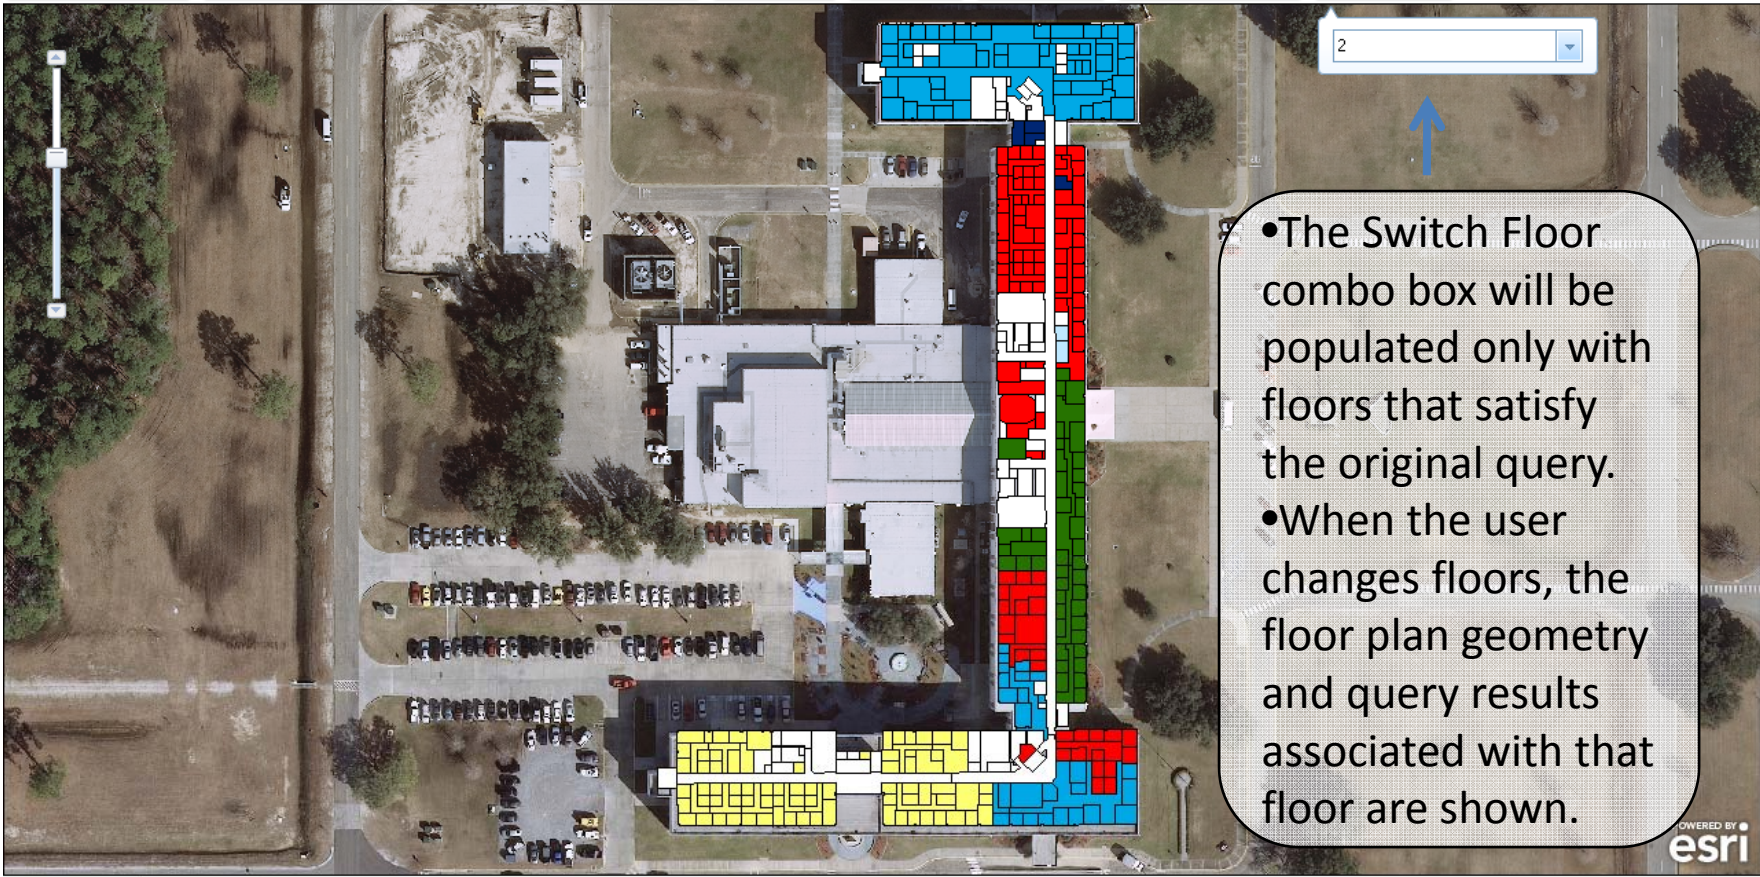 2
•The Switch Floor
combo box will be
populated only with
floors that satisfy
the original query.
•When the user
changes floors, the
floor plan geometry
and query results
associated with that
floor are shown.
POWERED BY
esri